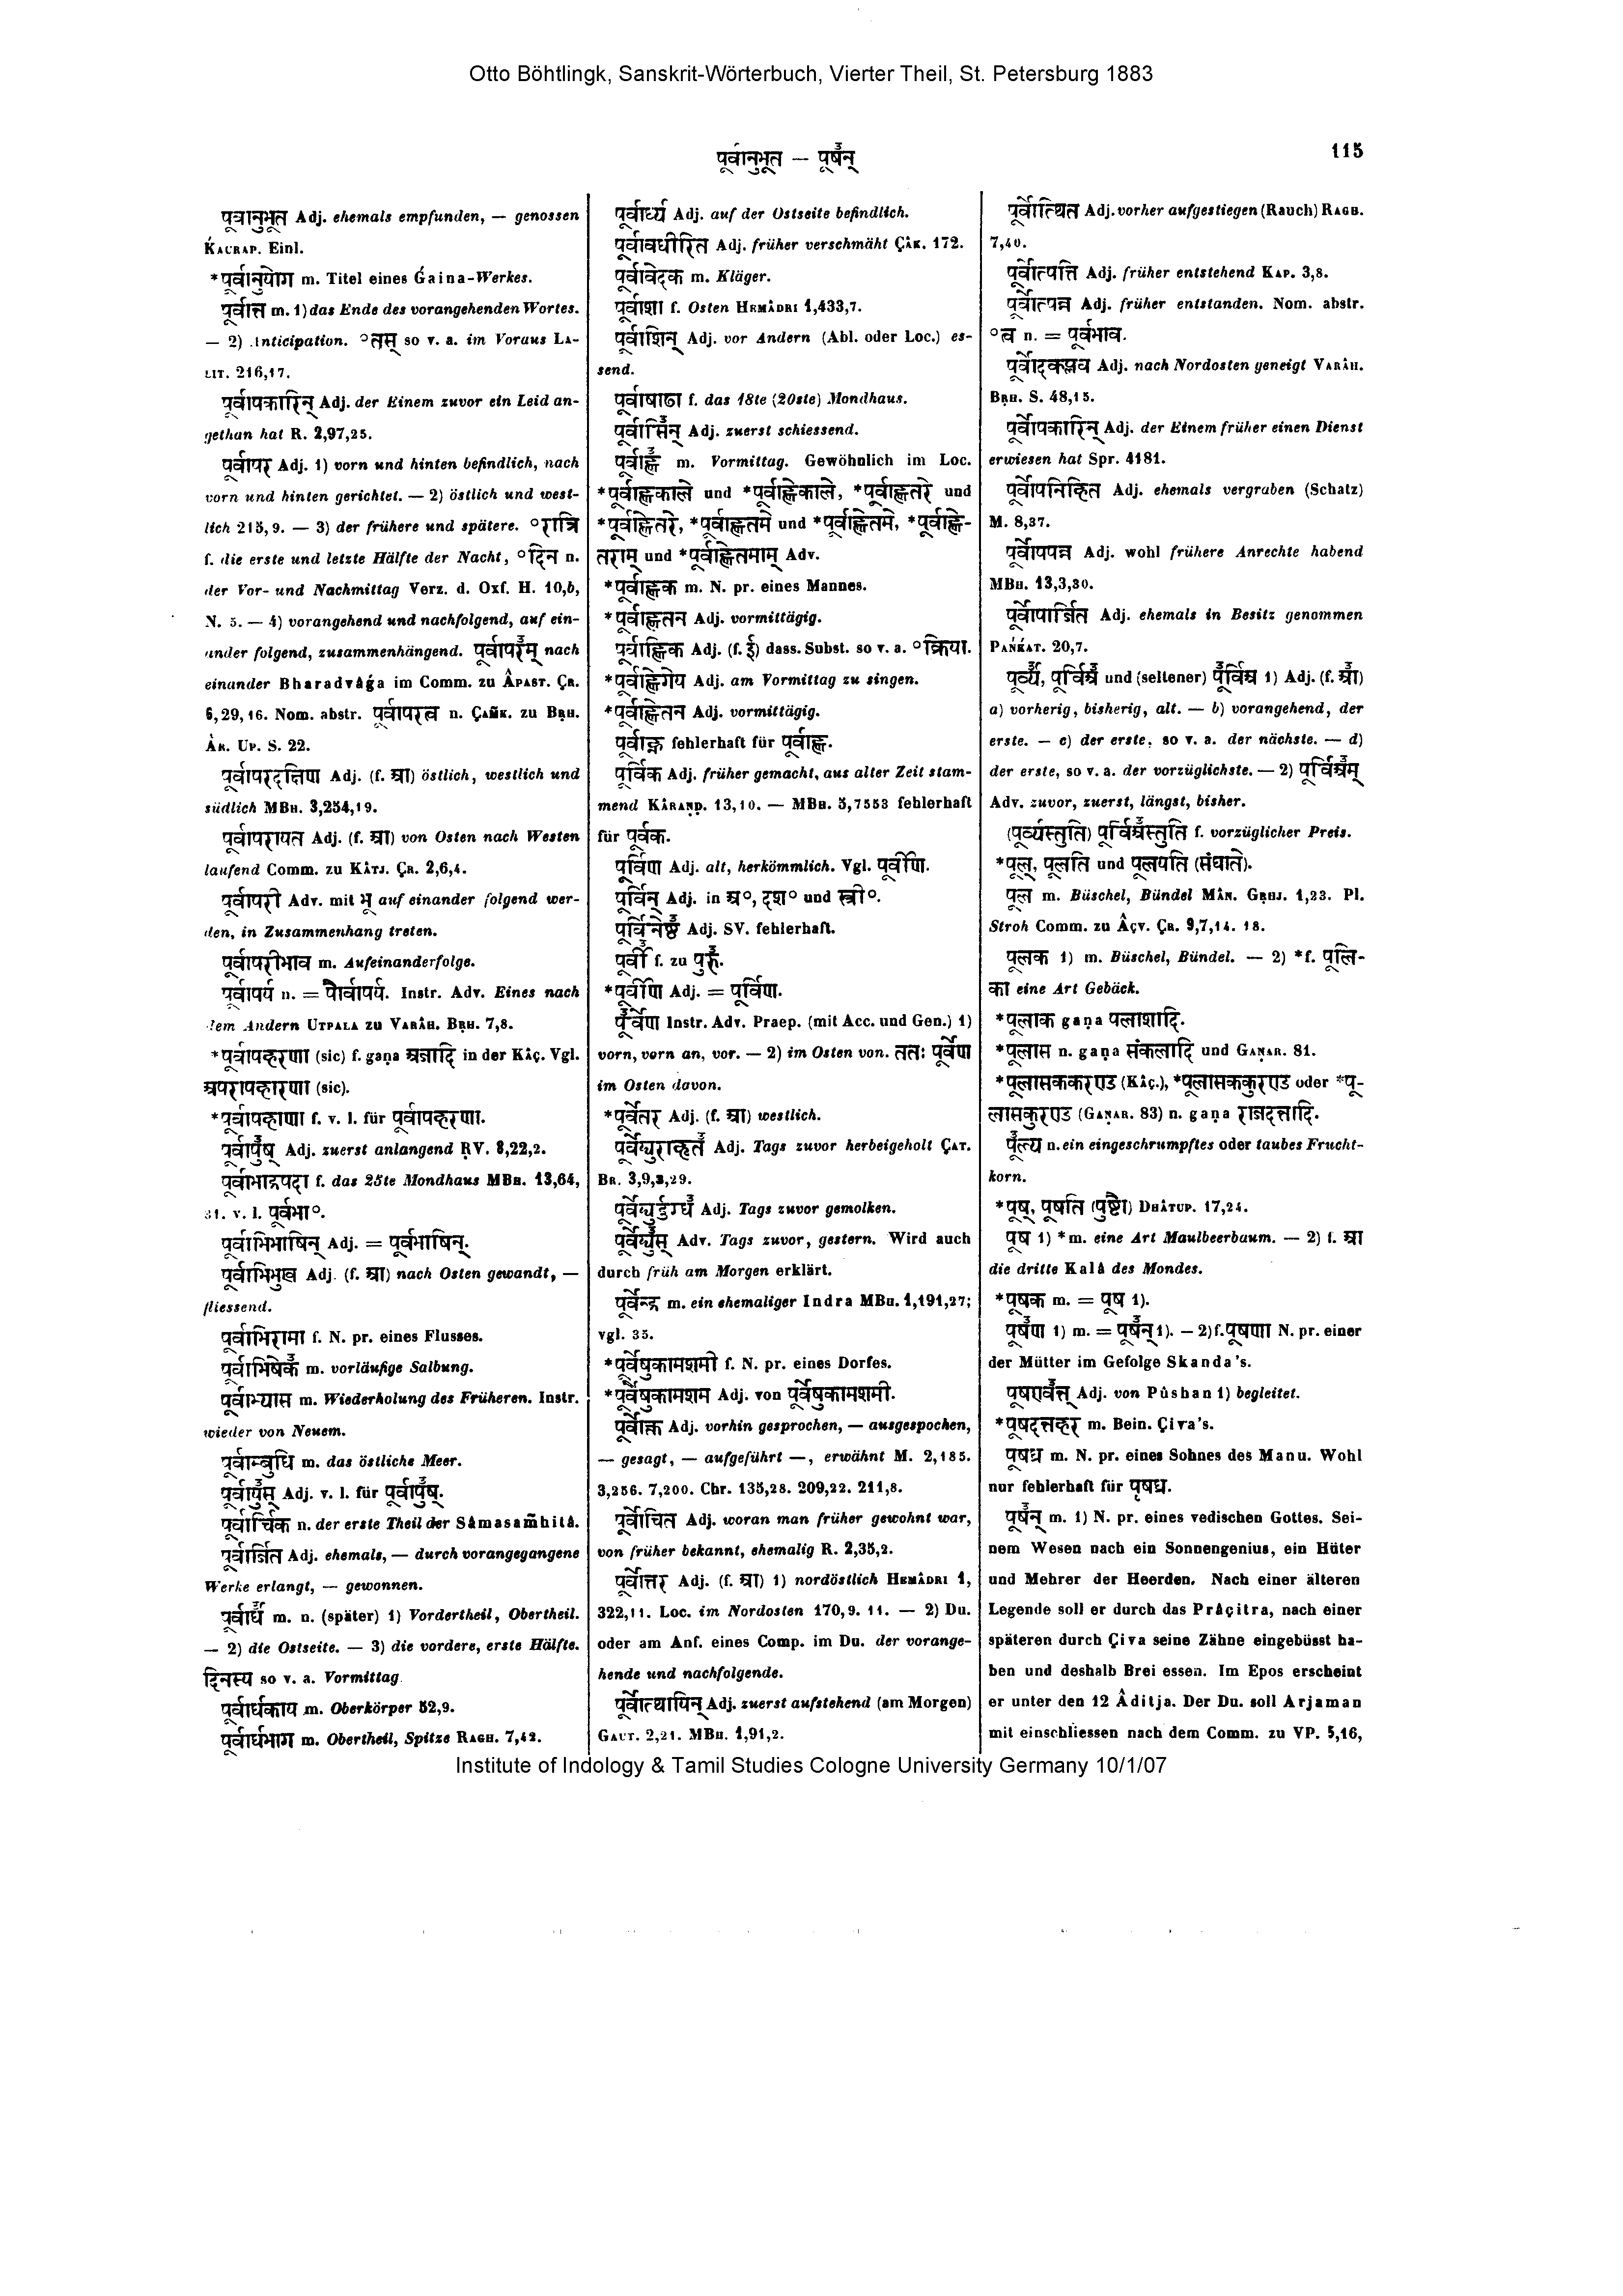 Otto Böhtlingk, Sanskrit-Wörterbuch, Vierter Theil, St. Petersburg 1883
पूर्वानुभूत — पूषन्
115
पूर्वानुभूत Adj. ehemals empfunden, — genossen
Kaurap. Einl.
*पूर्वानुयोग m. Titel eines Ǵaina-Werkes.
पूर्वान्त m. 1) das Ende des vorangehenden Wortes.
— 2) Anticipation. °तस् so v. a. im Voraus La-
lit. 216,17.
पूर्वापकारिन् Adj. der Einem zuvor ein Leid an-
gethan hat R. 2,97,25.
पूर्वापर Adj. 1) vorn und hinten befindlich, nach
vorn und hinten gerichtet. — 2) östlich und west-
lich 215,9. — 3) der frühere und spätere. °रात्रि
f. die erste und letzte Hälfte der Nacht, °दिन n.
der Vor- und Nachmittag Verz. d. Oxf. H. 10,b,
N. 5. — 4) vorangehend und nachfolgend, auf ein-
ander folgend, zusammenhängend. पूर्वापरम् nach
einander Bharadvâǵa im Comm. zu Âpast. Çr.
6,29,16. Nom. abstr. पूर्वापरत्व n. Çaṁk. zu Bṛh.
Âr. Up. S. 22.
पूर्वापरदक्षिण Adj. (f. आ) östlich, westlich und
südlich MBh. 3,254,19.
पूर्वापरायत Adj. (f. आ) von Osten nach Westen
laufend Comm. zu Kâtj. Çr. 2,6,4.
पूर्वापरी Adv. mit भू auf einander folgend wer-
den, in Zusammenhang treten.
पूर्वापरीभाव m. Aufeinanderfolge.
पूर्वापर्य n. = पौर्वापर्य. Instr. Adv. Eines nach
dem Andern Utpala zu Varâh. Bṛh. 7,8.
*पूर्वापहरणा (sic) f. gaṇa अजादि in der Kâç. Vgl.
अपरापहारणा (sic).
*पूर्वापहाणा f. v. l. für पूर्वापहरणा.
पूर्वापुष् Adj. zuerst anlangend ṚV. 8,22,2.
पूर्वाभाद्रपदा f. das 25te Mondhaus MBh. 13,64,
31. v. l. पूर्वभा°.
पूर्वाभिभाषिन् Adj. = पूर्वभाषिन्.
पूर्वाभिमुख Adj. (f. आ) nach Osten gewandt, —
fliessend.
पूर्वाभिरामा f. N. pr. eines Flusses.
पूर्वाभिषेक m. vorläufige Salbung.
पूर्वाभ्यास m. Wiederholung des Früheren. Instr.
wieder von Neuem.
पूर्वाम्बुधि m. das östliche Meer.
पूर्वापुस् Adj. v. l. für पूर्वापुष्.
पूर्वार्चिक n. der erste Theil der Sâmasaṁhitâ.
पूर्वार्जित Adj. ehemals, — durch vorangegangene
Werke erlangt, — gewonnen.
पूर्वार्ध m. n. (später) 1) Vordertheil, Obertheil.
— 2) die Ostseite. — 3) die vordere, erste Hälfte.
दिनस्य so v. a. Vormittag
पूर्वार्धकाय m. Oberkörper 52,9.
पूर्वार्धभाग m. Obertheil, Spitze Ragh. 7,42.
पूर्वार्ध्य Adj. auf der Ostseite befindlich.
पूर्वावधीरित Adj. früher verschmäht Çâk. 172.
पूर्वावेदक m. Kläger.
पूर्वाशा f. Osten Hemâdri 1,433,7.
पूर्वाशिन् Adj. vor Andern (Abl. oder Loc.) es-
send.
पूर्वाषाढा f. das 18te (20ste) Mondhaus.
पूर्वासिन् Adj. zuerst schiessend.
पूर्वाह्ण m. Vormittag. Gewöhnlich im Loc.
*पूर्वाह्णकाले und *पूर्वाह्णेकाले, *पूर्वाह्णतरे und
*पूर्वाह्णेतरे, *पूर्वाह्णतमे und *पूर्वाह्णेतमे, *पूर्वाह्णे-
तराम् und *पूर्वाह्णेतमाम् Adv.
*पूर्वाह्णक m. N. pr. eines Mannes.
*पूर्वाह्णतन Adj. vormittägig.
पूर्वाह्णिक Adj. (f. ई) dass. Subst. so v. a. °क्रिया.
*पूर्वाह्णेगेय Adj. am Vormittag zu singen.
*पूर्वाह्णेतन Adj. vormittägig.
पूर्वाह्न fehlerhaft für पूर्वाह्ण.
पूर्विक Adj. früher gemacht, aus alter Zeit stam-
mend Kâraṇḍ. 13,10. — MBh. 5,7553 fehlerhaft
für पूर्वक.
पूर्विण Adj. alt, herkömmlich. Vgl. पूर्वीण.
पूर्विन् Adj. in अ°, दश° und स्त्री°.
पूर्विनेष्ठ Adj. SV. fehlerhaft.
पूर्वी f. zu पुरु.
*पूर्वीण Adj. = पूर्विण.
पूर्वेण Instr. Adv. Praep. (mit Acc. und Gen.) 1)
vorn, vorn an, vor. — 2) im Osten von. ततः पूर्वेण
im Osten davon.
*पूर्वेतर Adj. (f. आ) westlich.
पूर्वेद्युराहृत Adj. Tags zuvor herbeigeholt Çat.
Br. 3,9,2,29.
पूर्वेद्युर्दुग्ध Adj. Tags zuvor gemolken.
पूर्वेद्युस् Adv. Tags zuvor, gestern. Wird auch
durch früh am Morgen erklärt.
पूर्वेन्द्र m. ein ehemaliger Indra MBh. 1,191,27;
vgl. 35.
*पूर्वेषुकामशमी f. N. pr. eines Dorfes.
*पूर्वैषुकामशम Adj. von पूर्वेषुकामशमी.
पूर्वोक्त Adj. vorhin gesprochen, — ausgespochen,
— gesagt, — aufgeführt —, erwähnt M. 2,185.
3,256. 7,200. Chr. 135,28. 209,22. 211,8.
पूर्वोचित Adj. woran man früher gewohnt war,
von früher bekannt, ehemalig R. 2,35,2.
पूर्वोत्तर Adj. (f. आ) 1) nordöstlich Hemâdri 1,
322,11. Loc. im Nordosten 170,9. 11. — 2) Du.
oder am Anf. eines Comp. im Du. der vorange-
hende und nachfolgende.
पूर्वोत्थायिन् Adj. zuerst aufstehend (am Morgen)
Gaut. 2,21. MBh. 1,91,2.
पूर्वोत्थित Adj. vorher aufgestiegen (Rauch) Ragh.
7,40.
पूर्वोत्पत्ति Adj. früher entstehend Kap. 3,8.
पूर्वोत्पन्न Adj. früher entstanden. Nom. abstr.
°त्व n. = पूर्वभाव.
पूर्वोदक्प्लव Adj. nach Nordosten geneigt Varâh.
Bṛh. S. 48,15.
पूर्वोपकारिन् Adj. der Einem früher einen Dienst
erwiesen hat Spr. 4181.
पूर्वोपनिहित Adj. ehemals vergraben (Schatz)
M. 8,37.
पूर्वोपपन्न Adj. wohl frühere Anrechte habend
MBh. 13,3,30.
पूर्वोपार्जित Adj. ehemals in Besitz genommen
Pańḱat. 20,7.
पूर्व्य, पूर्विअ und (seltener) पूर्विअ 1) Adj. (f. आ)
a) vorherig, bisherig, alt. — b) vorangehend, der
erste. — c) der erste, so v. a. der nächste. — d)
der erste, so v. a. der vorzüglichste. — 2) पूर्विअम्
Adv. zuvor, zuerst, längst, bisher.
(पूर्व्यस्तुति) पूर्विअस्तुति f. vorzüglicher Preis.
*पूल्, पूलति und पूलयति (संघाते).
पूल m. Büschel, Bündel Mân. Gṛhj. 1,23. Pl.
Stroh Comm. zu Âçv. Çr. 9,7,14. 18.
पूलक 1) m. Büschel, Bündel. — 2) *f. पूलि-
का eine Art Gebäck.
*पूलाक gaṇa पलाशादि.
*पूलास n. gaṇa संकलादि und Gaṇar. 81.
*पूलासककरण्ड (Kâç.), *पूलासककुरण्ड oder *पू-
लासकुरण्ड (Gaṇar. 83) n. gaṇa राजदन्तादि.
पूल्य n. ein eingeschrumpftes oder taubes Frucht-
korn.
*पूष्, पूषति (पुष्टौ) Dhâtup. 17,24.
पूष 1) *m. eine Art Maulbeerbaum. — 2) f. आ
die dritte Kalâ des Mondes.
*पूषक m. = पूष 1).
पूषण 1) m. = पूषन् 1). — 2) f. पूषणा N. pr. einer
der Mütter im Gefolge Skanda's.
पूषण्वन्त् Adj. von Pûshan 1) begleitet.
*पूषदन्तहर m. Bein. Çiva's.
पूषध्र m. N. pr. eines Sohnes des Manu. Wohl
nur fehlerhaft für पृषध्र.
पूषन् m. 1) N. pr. eines vedischen Gottes. Sei-
nem Wesen nach ein Sonnengenius, ein Hüter
und Mehrer der Heerden. Nach einer älteren
Legende soll er durch das Prâçitra, nach einer
späteren durch Çiva seine Zähne eingebüsst ha-
ben und deshalb Brei essen. Im Epos erscheint
er unter den 12 Âditja. Der Du. soll Arjaman
mit einschliessen nach dem Comm. zu VP. 5,16,
Institute of Indology & Tamil Studies Cologne University Germany 10/1/07